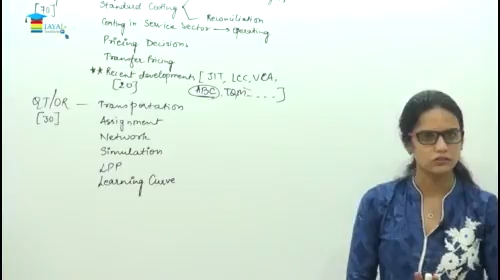 [70]
Standard Costing
Reconciliation
Costing in Service Sector → Operating
Pricing Decisions
Transfer Pricing
** Recent developments [JIT, LCC, VCA,
[20]
ABC, TQM- ....]
QT/OR — Transportation
[30]
Assignment
Network
Simulation
LPP
Learning Curve